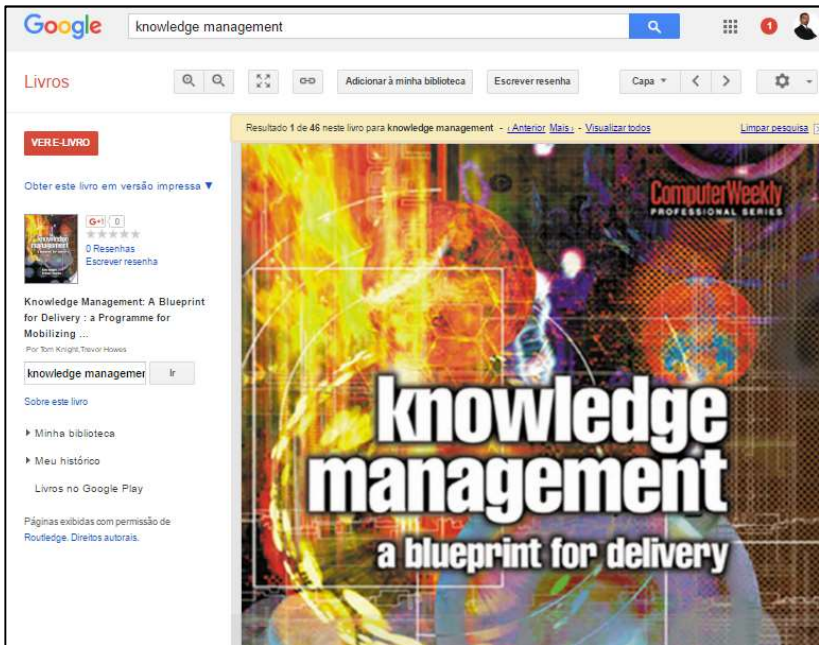 Google
knowledge management
1
Livros
Adicionar à minha biblioteca
Escrever resenha
Capa
Resultado 1 de 46 neste livro para knowledge management - ‹ Anterior Mais › - Visualizar todos
Limpar pesquisa
VER E-LIVRO
Obter este livro em versão impressa ▼
G+1 0
0 Resenhas
Escrever resenha
Knowledge Management: A Blueprint
for Delivery : a Programme for
Mobilizing ...
Por Tom Knight,Trevor Howes
knowledge managemer
Ir
Sobre este livro
Minha biblioteca
Meu histórico
Livros no Google Play
Páginas exibidas com permissão de
Routledge. Direitos autorais.
ComputerWeekly
PROFESSIONAL SERIES
knowledge
management
a blueprint for delivery